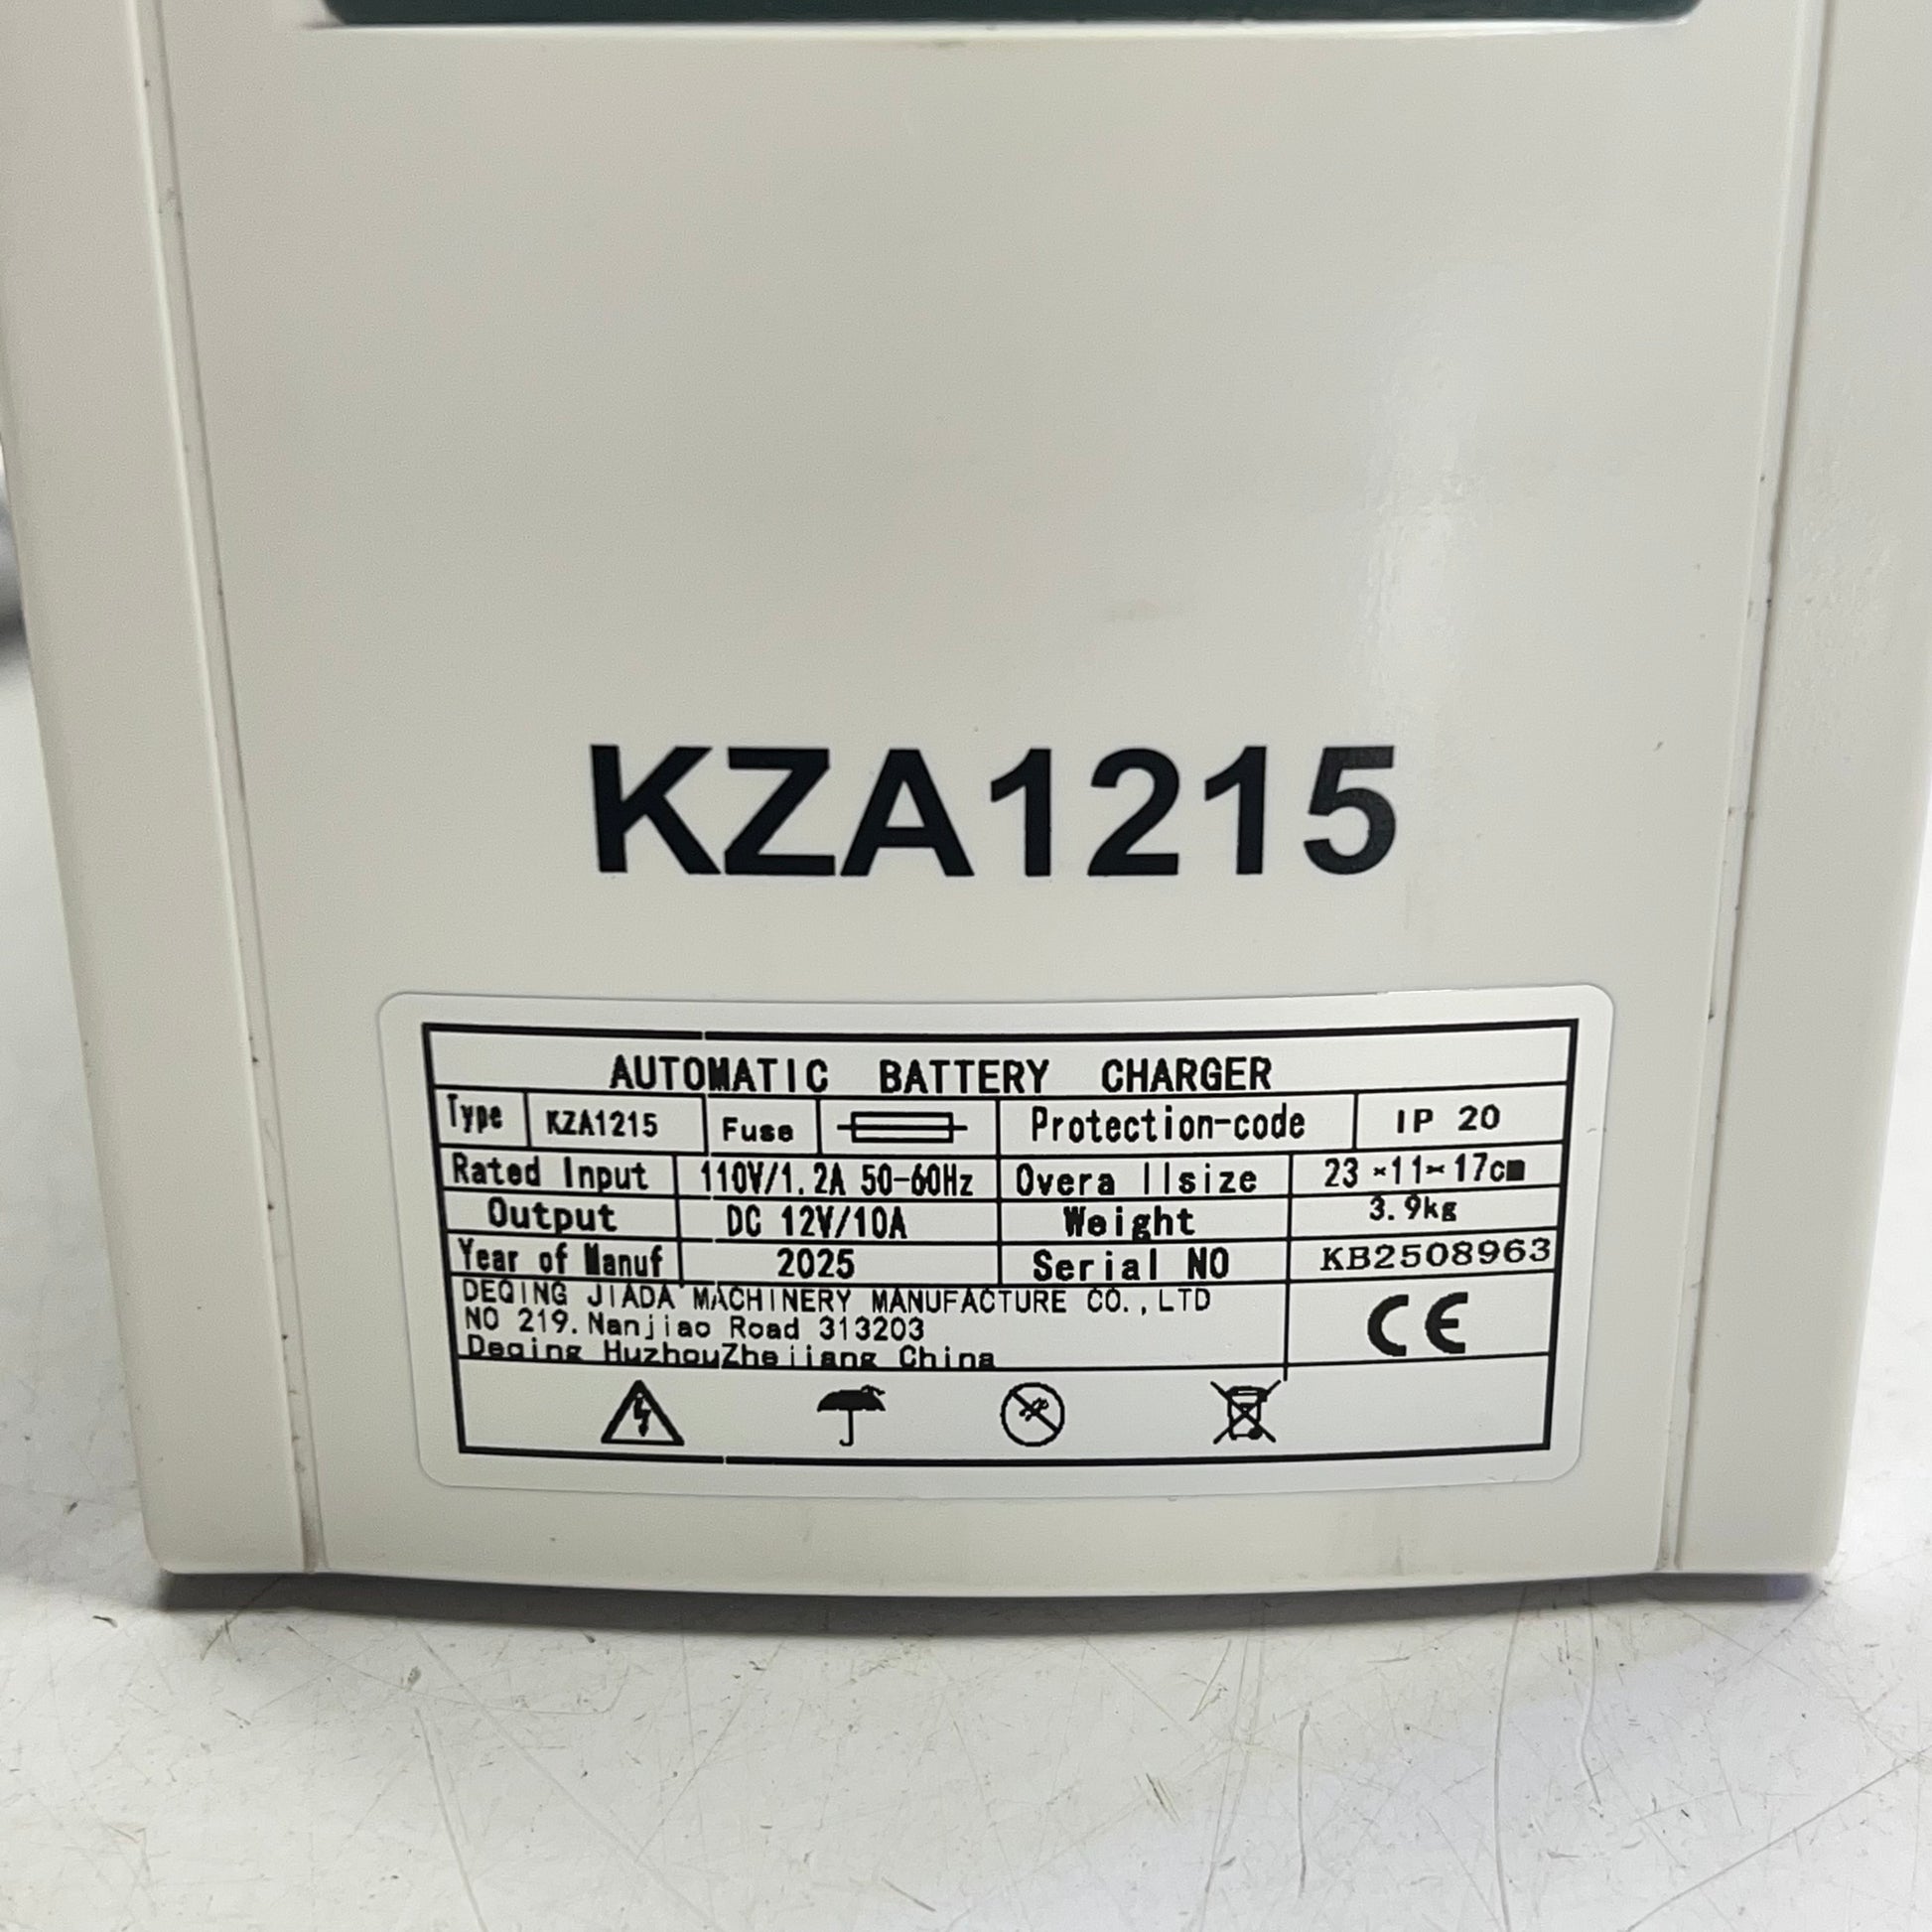 KZA1215
AUTOMATIC BATTERY CHARGER
Type KZA1215 Fuse Protection-code IP 20
Rated Input 110V/1.2A 50-60Hz Overa llsize 23×11×17cm
Output DC 12V/10A Weight 3.9kg
Year of Manuf 2025 Serial NO KB2508963
DEQING JIADA MACHINERY MANUFACTURE CO.,LTD
NO 219.Nanjiao Road 313203
Deqing HuzhouZhejiang China
CE